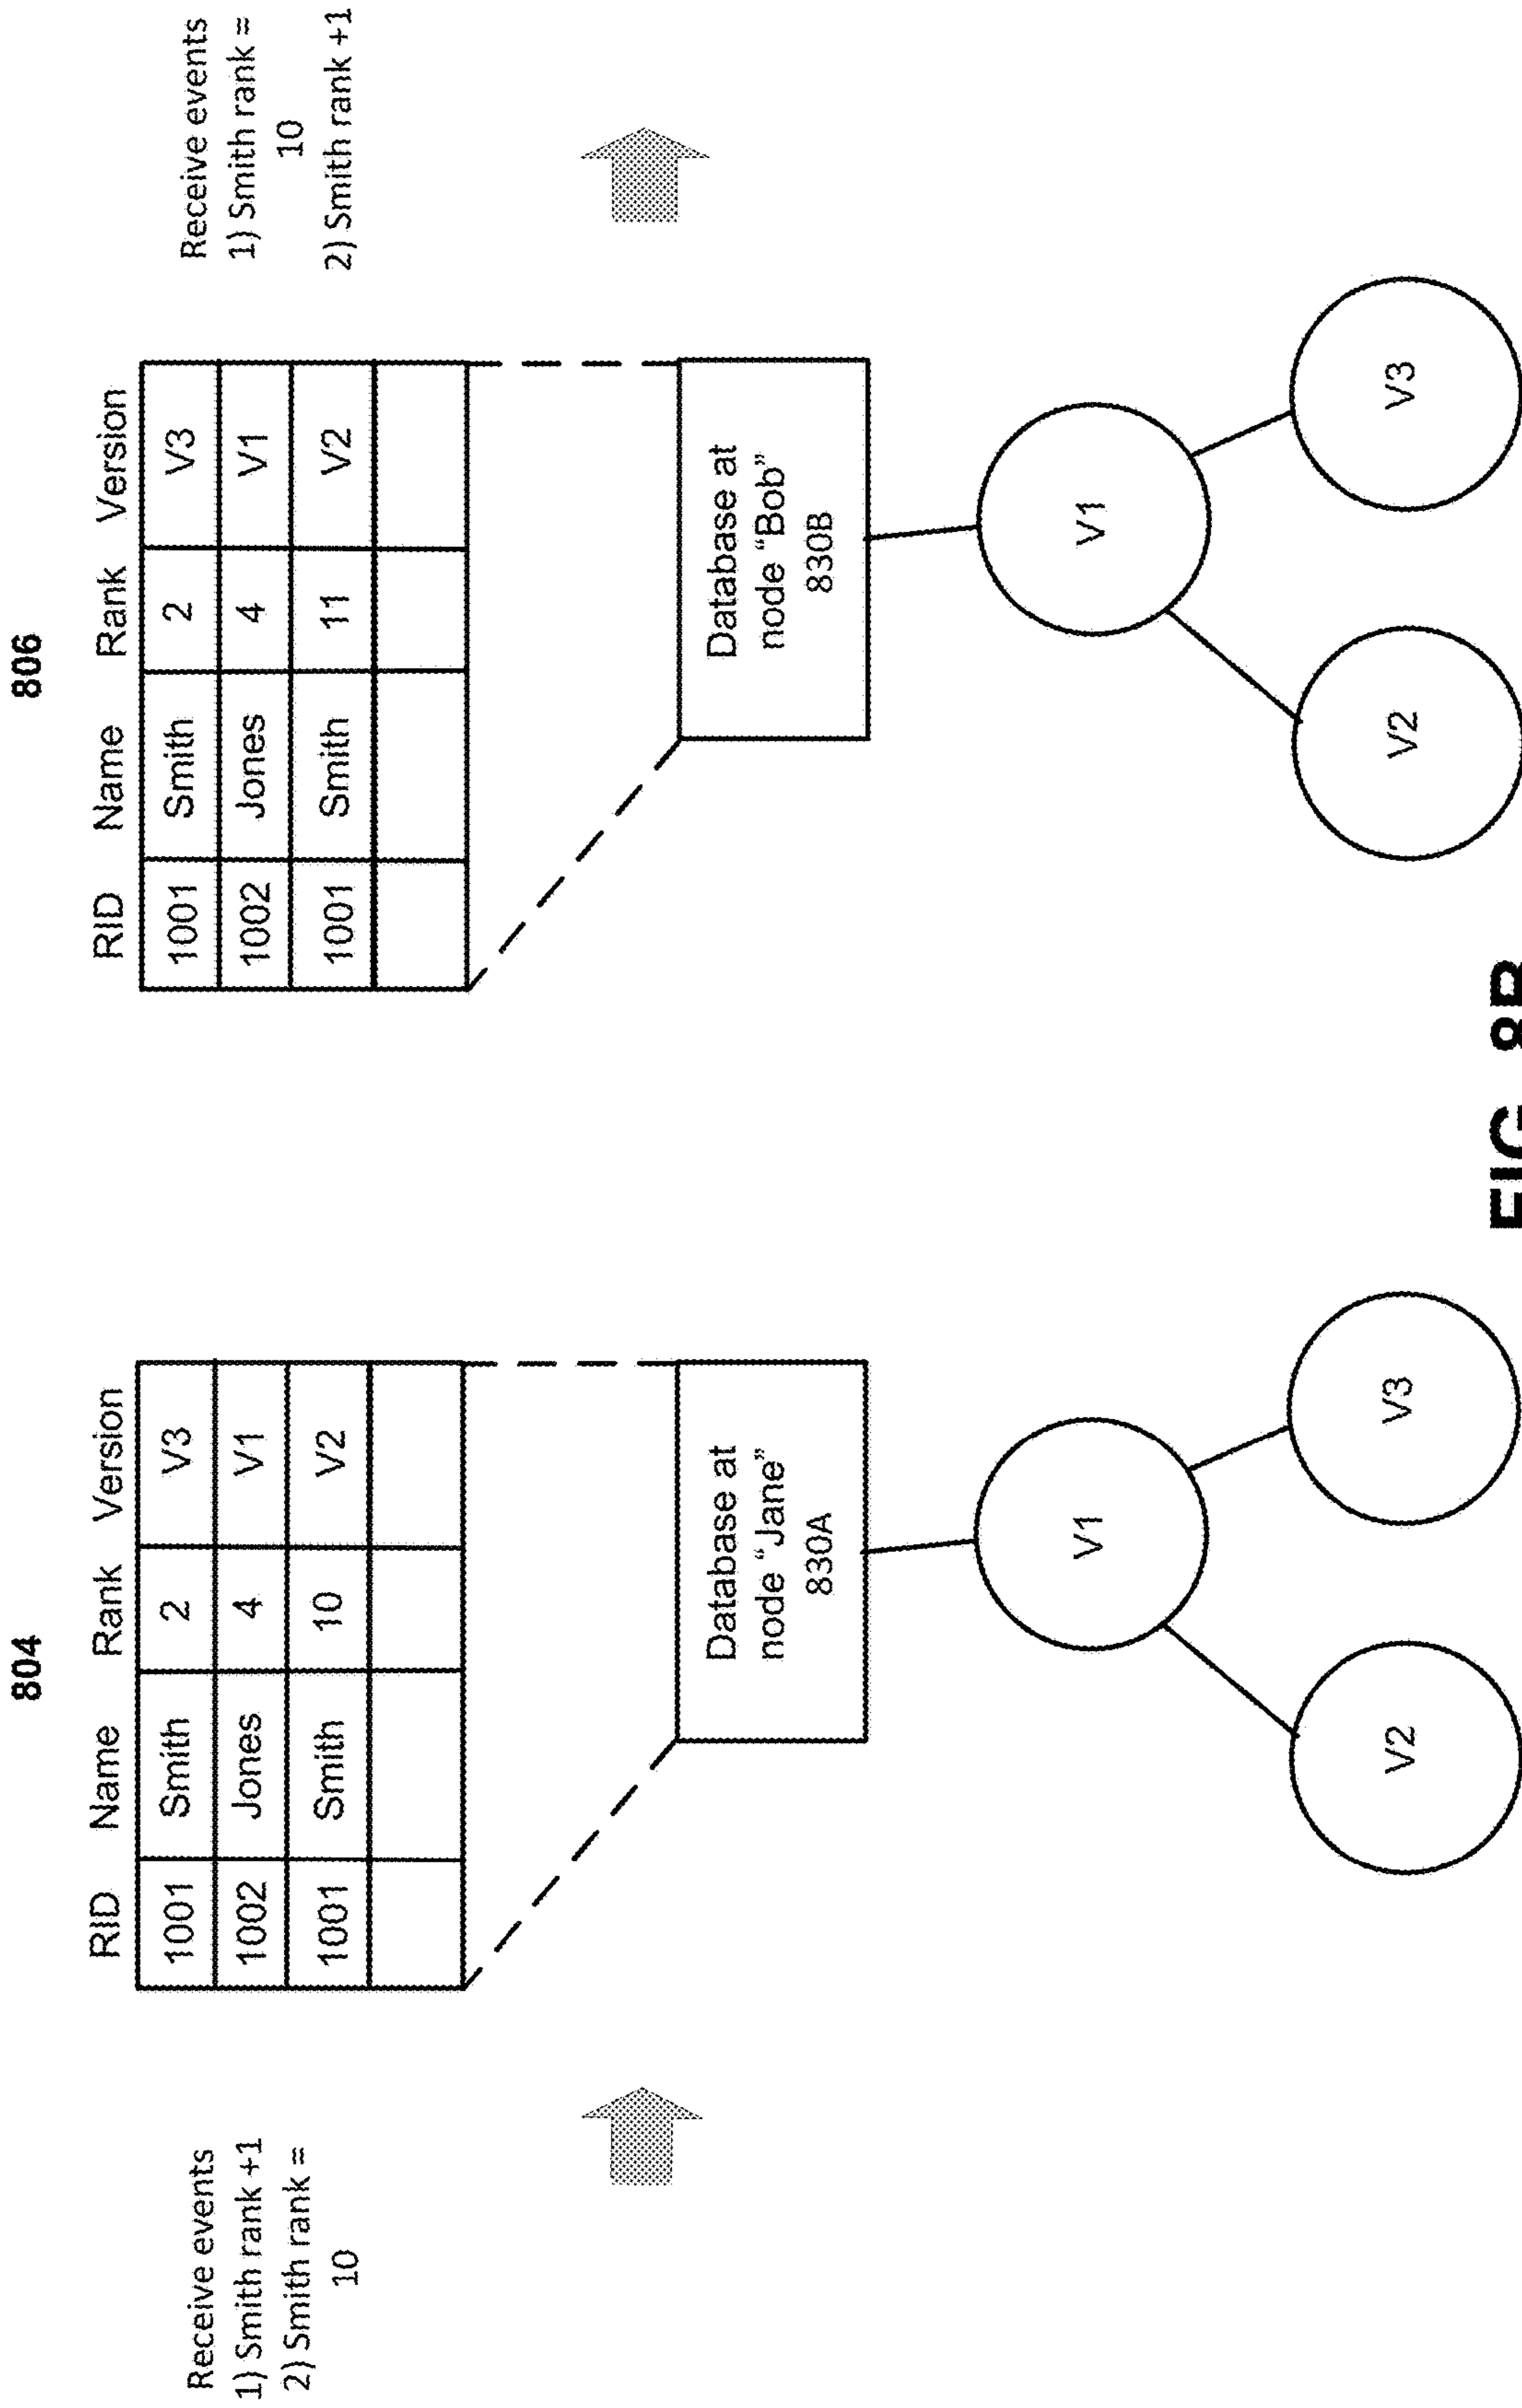 804
Receive events
1) Smith rank +1
2) Smith rank =
10
RID Name Rank Version
1001 Smith 2 V3
1002 Jones 4 V1
1001 Smith 10 V2
Database at
node "Jane"
830A
V1
V2
V3
806
RID Name Rank Version
1001 Smith 2 V3
1002 Jones 4 V1
1001 Smith 11 V2
Receive events
1) Smith rank =
10
2) Smith rank +1
Database at
node “Bob”
830B
V1
V2
V3
FIG. 8B